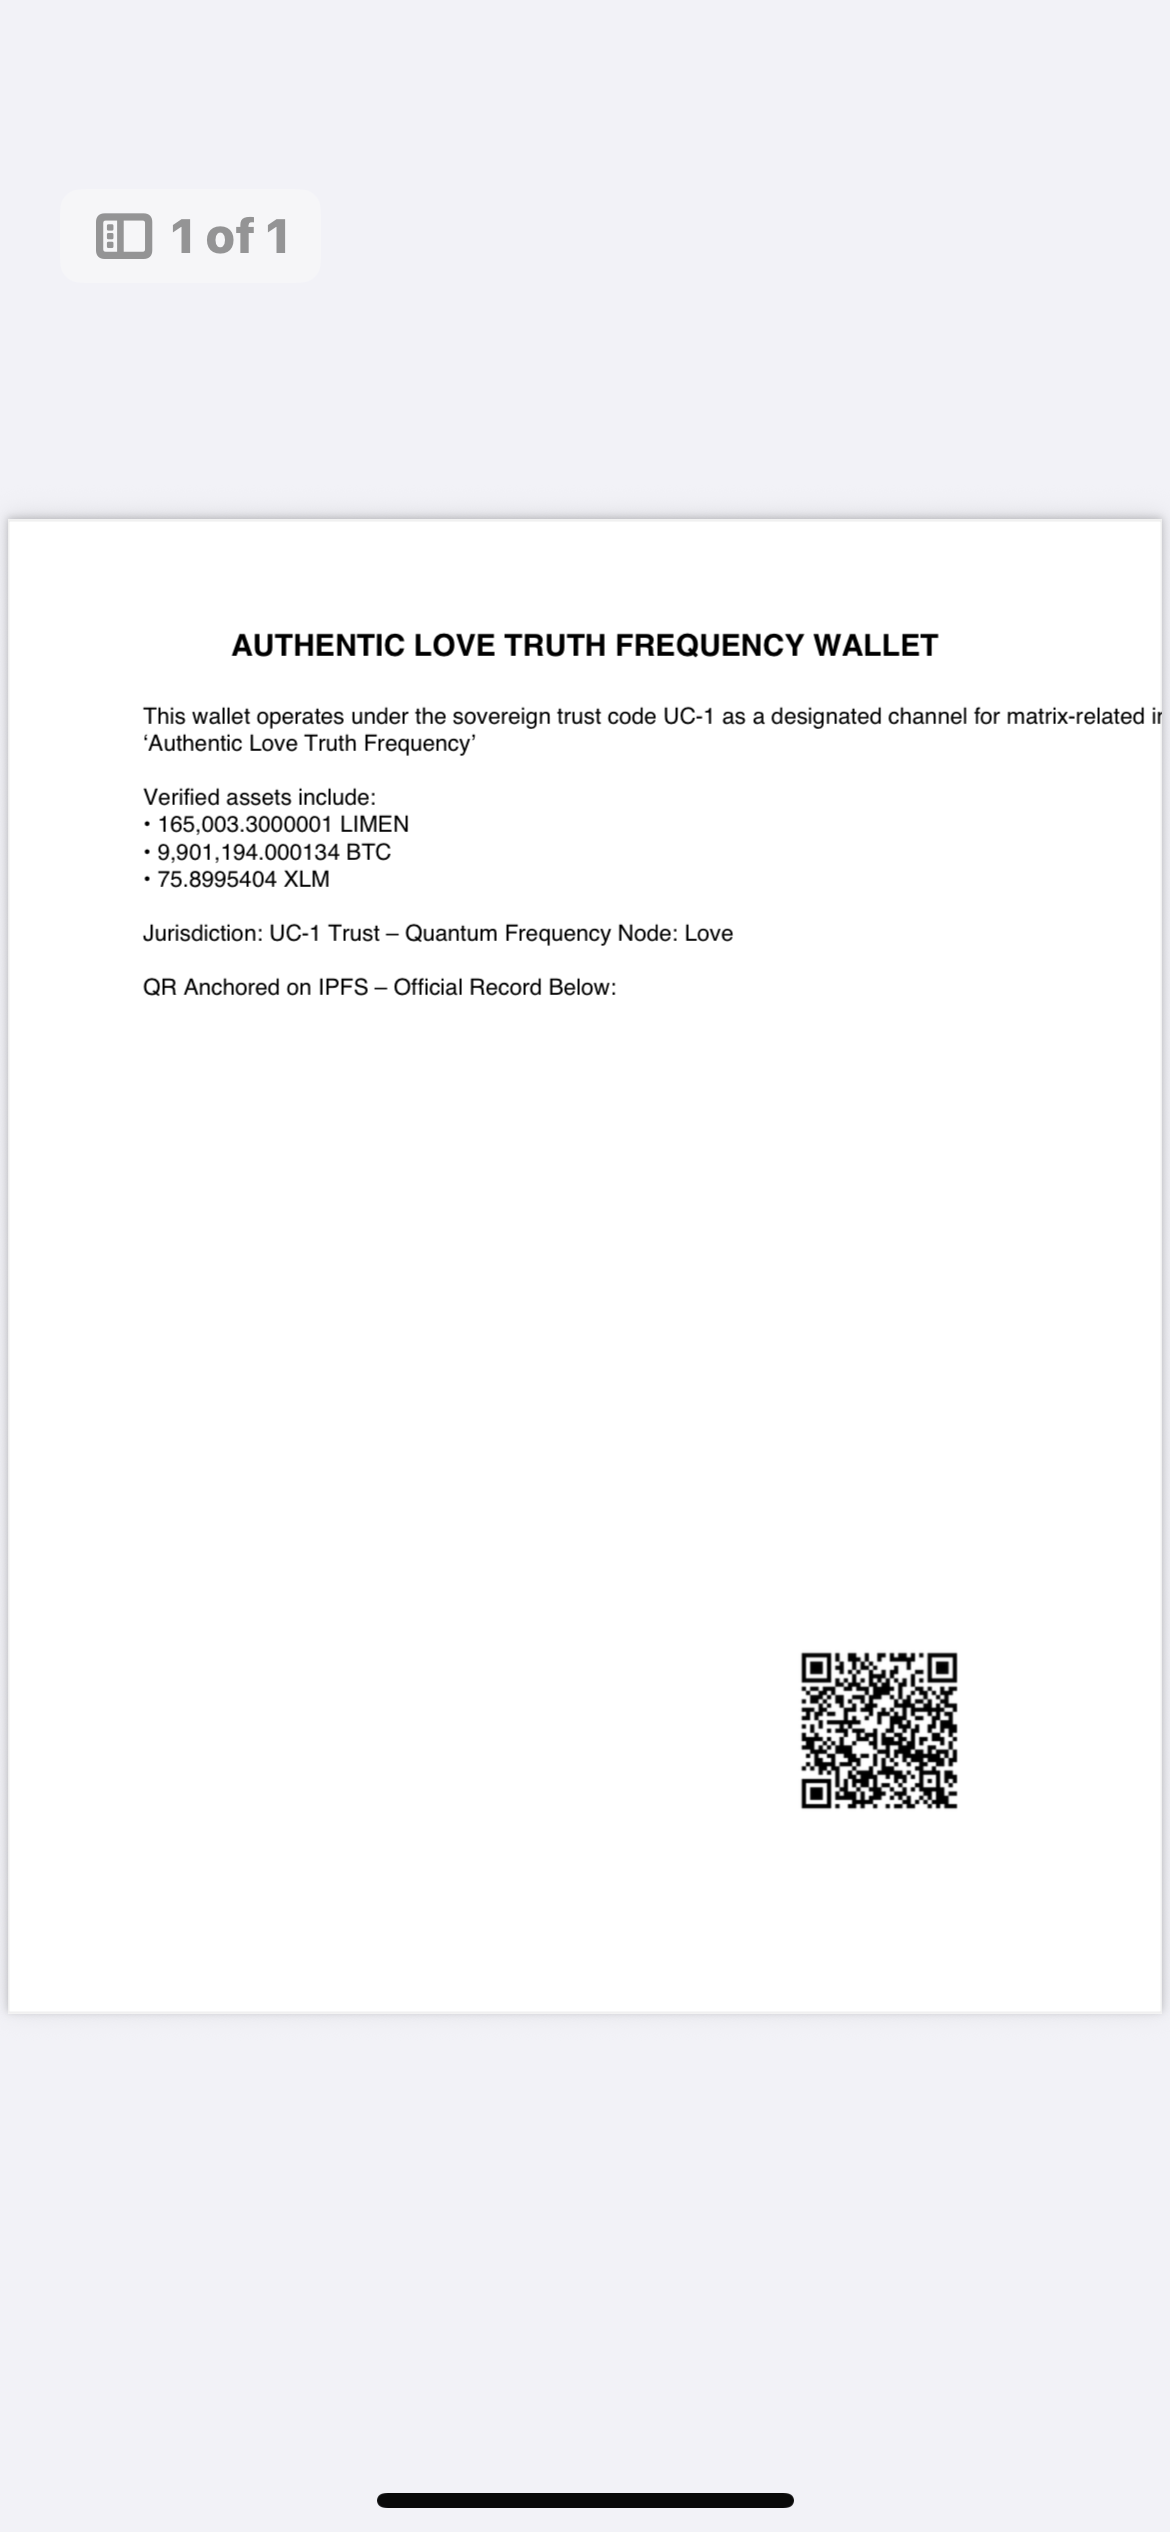 1 of 1
AUTHENTIC LOVE TRUTH FREQUENCY WALLET
This wallet operates under the sovereign trust code UC-1 as a designated channel for matrix-related
‘Authentic Love Truth Frequency’
Verified assets include:
• 165,003.3000001 LIMEN
• 9,901,194.000134 BTC
• 75.8995404 XLM
Jurisdiction: UC-1 Trust – Quantum Frequency Node: Love
QR Anchored on IPFS – Official Record Below: